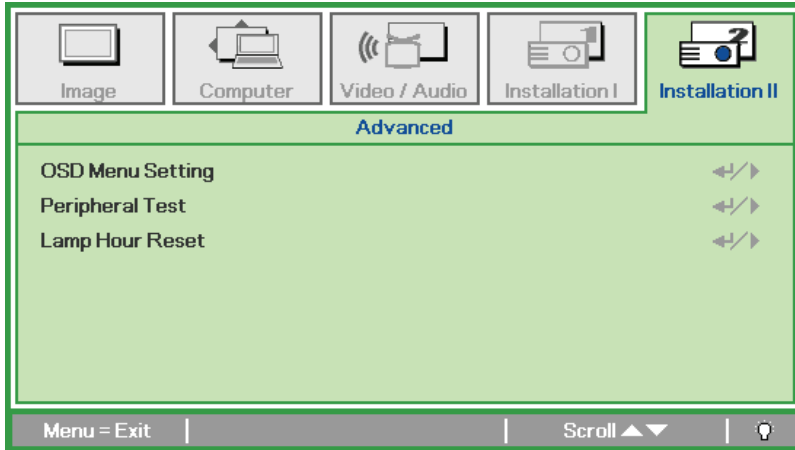 Image Computer Video / Audio Installation I Installation II
Advanced
OSD Menu Setting
Peripheral Test
Lamp Hour Reset
Menu = Exit Scroll